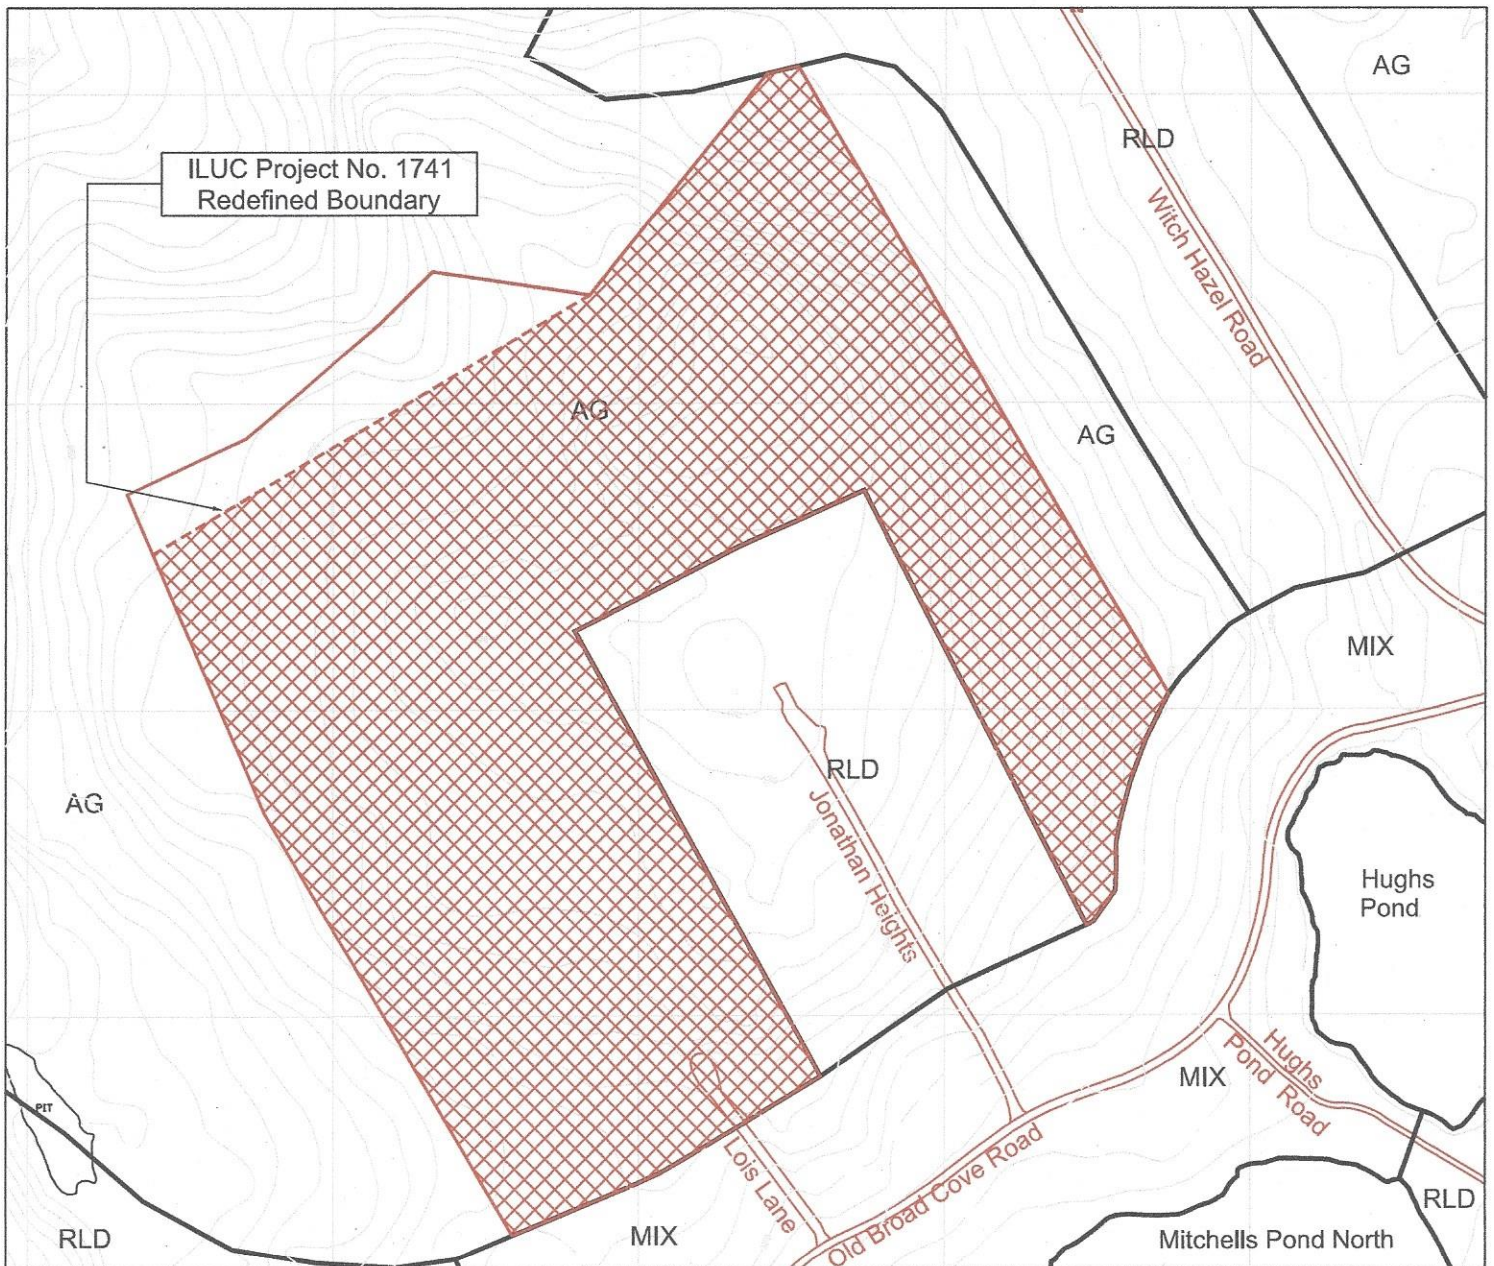 AG
RLD
ILUC Project No. 1741
Redefined Boundary
Witch Hazel Road
AG
AG
MIX
RLD
AG
Jonathan Heights
Hughs
Pond
Hughs
Pond Road
MIX
PIT
Lois Lane
Old Broad Cove Road
RLD
RLD
MIX
Mitchells Pond North